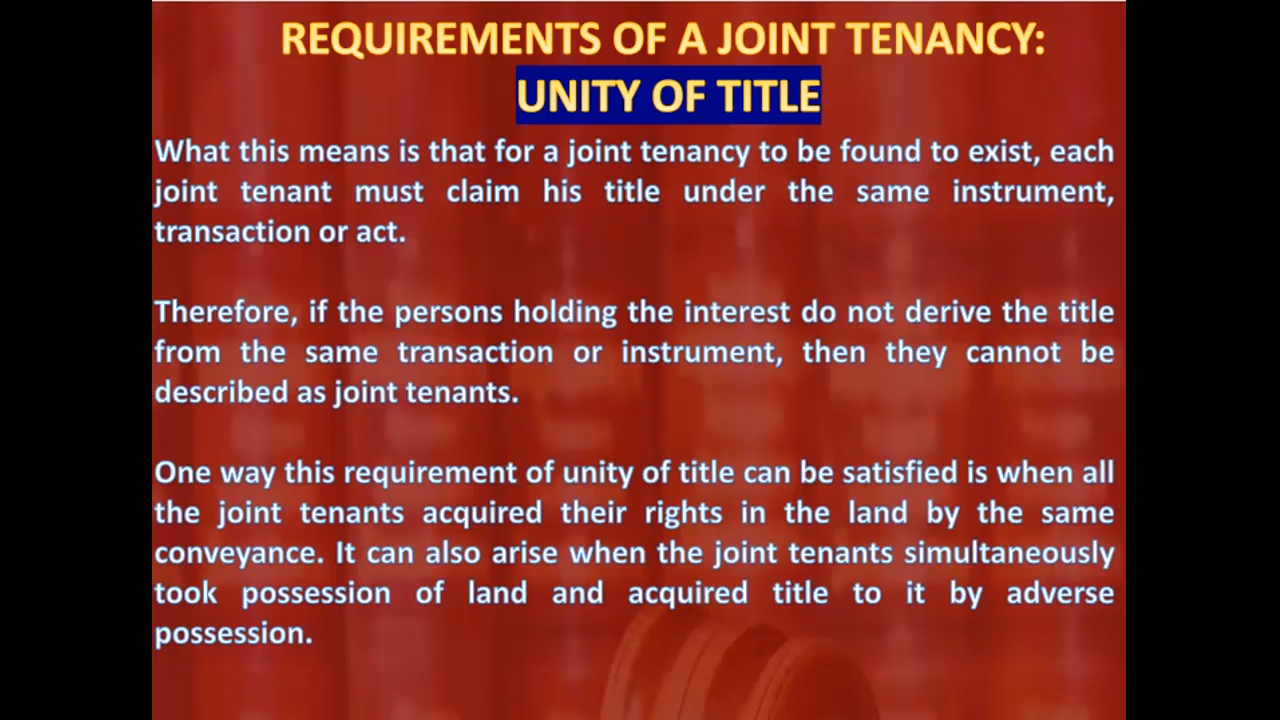 REQUIREMENTS OF A JOINT TENANCY:
UNITY OF TITLE
What this means is that for a joint tenancy to be found to exist, each
joint tenant must claim his title under the same instrument,
transaction or act.
Therefore, if the persons holding the interest do not derive the title
from the same transaction or instrument, then they cannot be
described as joint tenants.
One way this requirement of unity of title can be satisfied is when all
the joint tenants acquired their rights in the land by the same
conveyance. It can also arise when the joint tenants simultaneously
took possession of land and acquired title to it by adverse
possession.